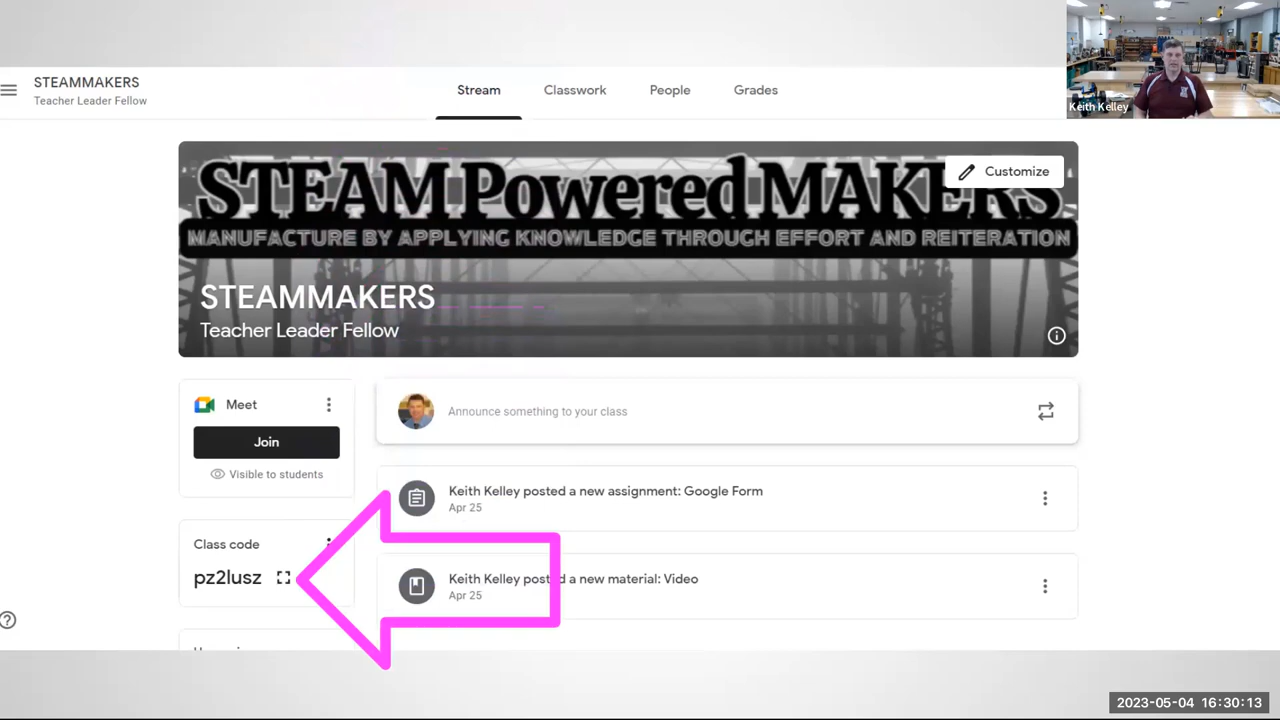 STEAMMAKERS
Teacher Leader Fellow
Stream
Classwork
People
Grades
Keith Kelley
STEAM Powered MAKERS
MANUFACTURE BY APPLYING KNOWLEDGE THROUGH EFFORT AND REITERATION
Customize
STEAMMAKERS
Teacher Leader Fellow
Meet
Join
Visible to students
Announce something to your class
Keith Kelley posted a new assignment: Google Form
Apr 25
Class code
pz2lusz
Keith Kelley posted a new material: Video
Apr 25
2023-05-04 16:30:13